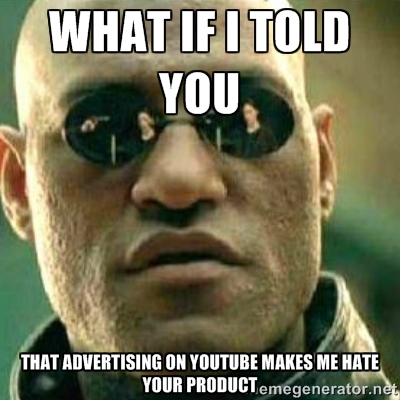 WHAT IF I TOLD
YOU
THAT ADVERTISING ON YOUTUBE MAKES ME HATE
YOUR PRODUCT
emegenerator.net